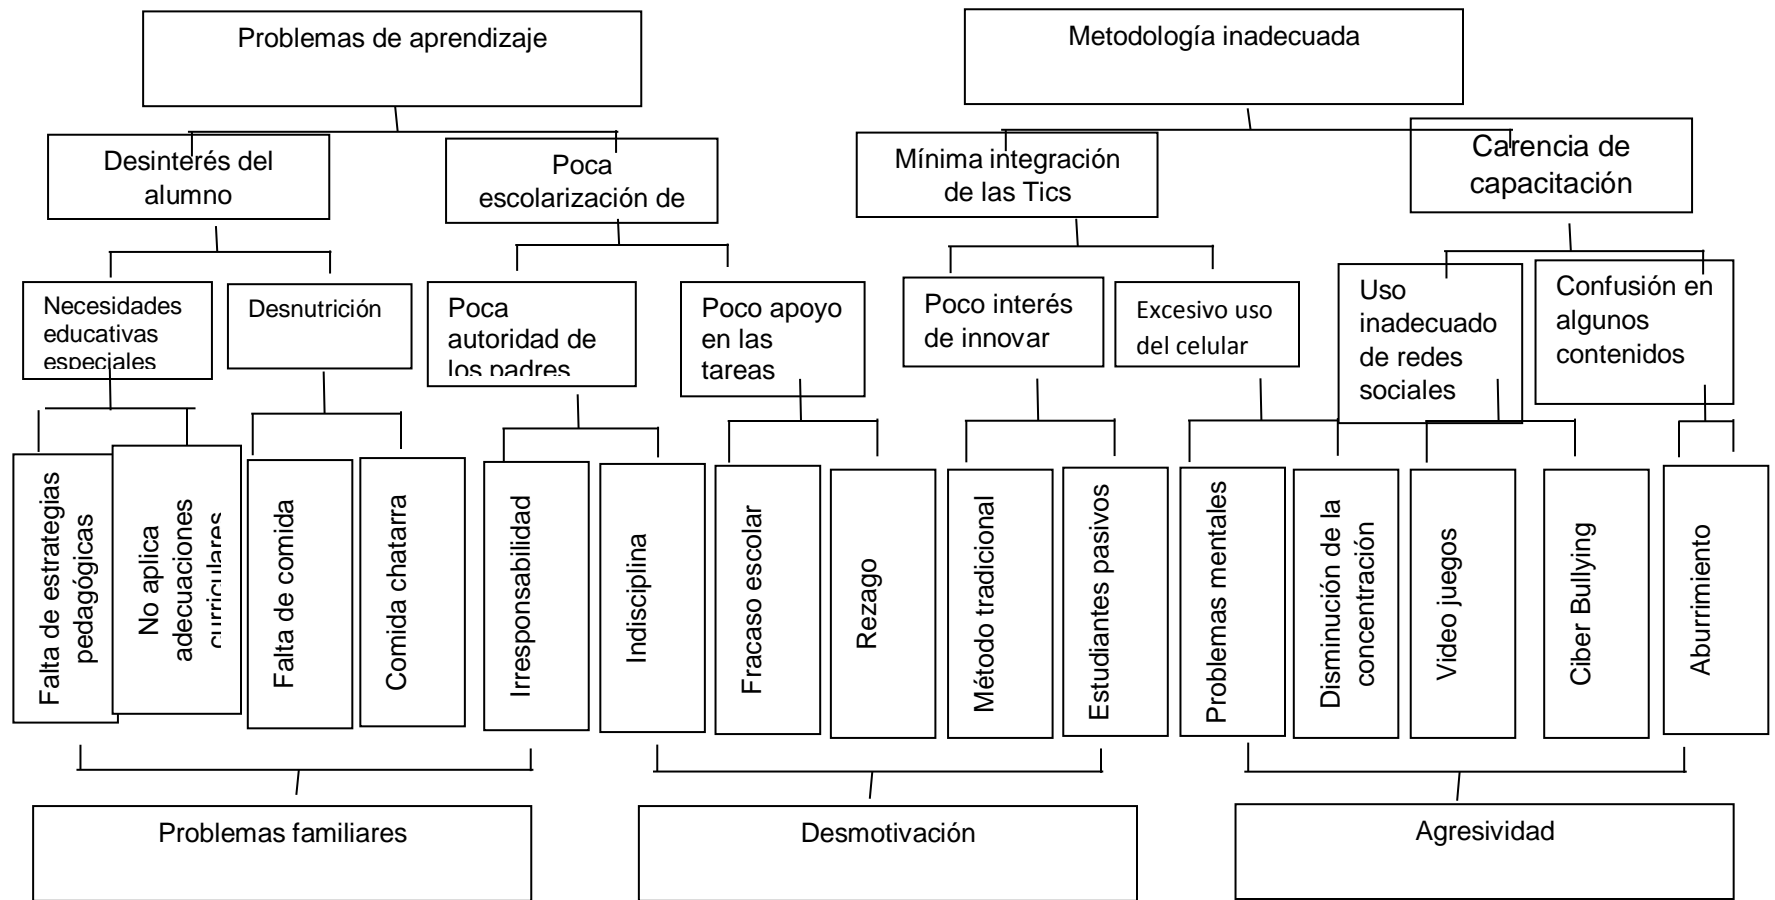 Problemas de aprendizaje
Metodología inadecuada
Desinterés del
alumno
Poca
escolarización de
Mínima integración
de las Tics
Carencia de
capacitación
Necesidades
educativas
especiales
Desnutrición
Poca
autoridad de
los padres
Poco apoyo
en las
tareas
Poco interés
de innovar
Excesivo uso
del celular
Uso
inadecuado
de redes
sociales
Confusión en
algunos
contenidos
Falta de estrategias
pedagógicas
No aplica
adecuaciones
curriculares
Falta de comida
Comida chatarra
Irresponsabilidad
Indisciplina
Fracaso escolar
Rezago
Método tradicional
Estudiantes pasivos
Problemas mentales
Disminución de la
concentración
Video juegos
Ciber Bullying
Aburrimiento
Problemas familiares
Desmotivación
Agresividad